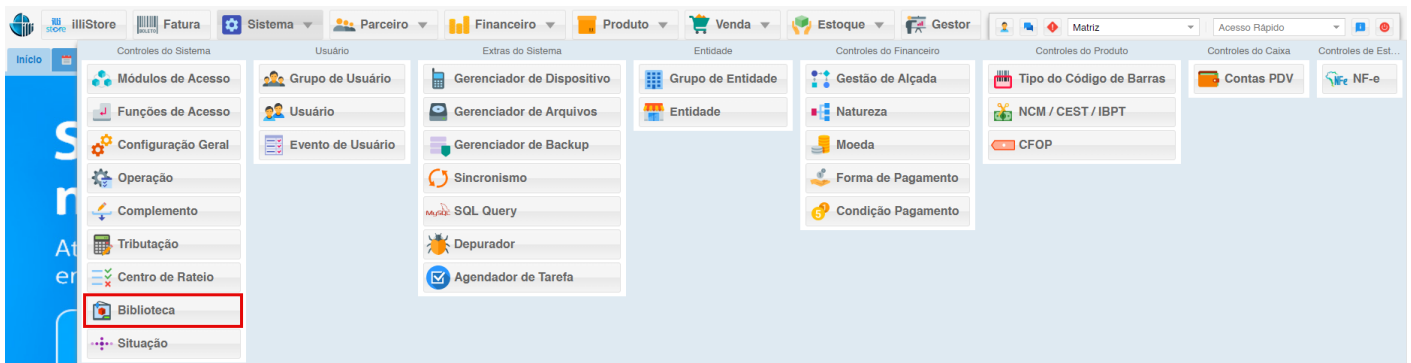 illiStore Fatura Sistema Parceiro Financeiro Produto Venda Estoque Gestor Matriz Acesso Rápido
Início
Controles do Sistema Usuário Extras do Sistema Entidade Controles do Financeiro Controles do Produto Controles do Caixa Controles de Est...
Módulos de Acesso Grupo de Usuário Gerenciador de Dispositivo Grupo de Entidade Gestão de Alçada Tipo do Código de Barras Contas PDV NFe NF-e
Funções de Acesso Usuário Gerenciador de Arquivos Entidade Natureza NCM / CEST / IBPT
Configuração Geral Evento de Usuário Gerenciador de Backup Moeda CFOP
Operação Sincronismo Forma de Pagamento
Complemento MySQL SQL Query Condição Pagamento
Tributação Depurador
Centro de Rateio Agendador de Tarefa
Biblioteca
Situação